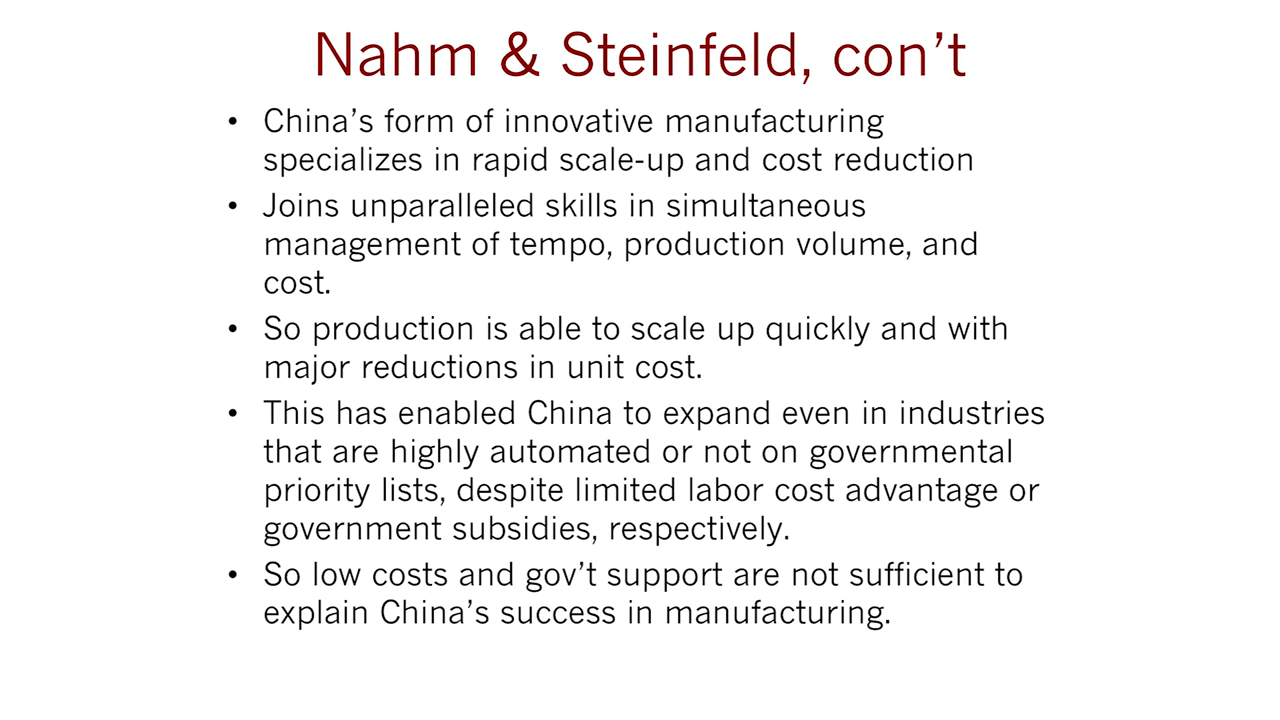 Nahm & Steinfeld, con’t
• China’s form of innovative manufacturing
specializes in rapid scale-up and cost reduction
• Joins unparalleled skills in simultaneous
management of tempo, production volume, and
cost.
• So production is able to scale up quickly and with
major reductions in unit cost.
• This has enabled China to expand even in industries
that are highly automated or not on governmental
priority lists, despite limited labor cost advantage or
government subsidies, respectively.
• So low costs and gov’t support are not sufficient to
explain China’s success in manufacturing.